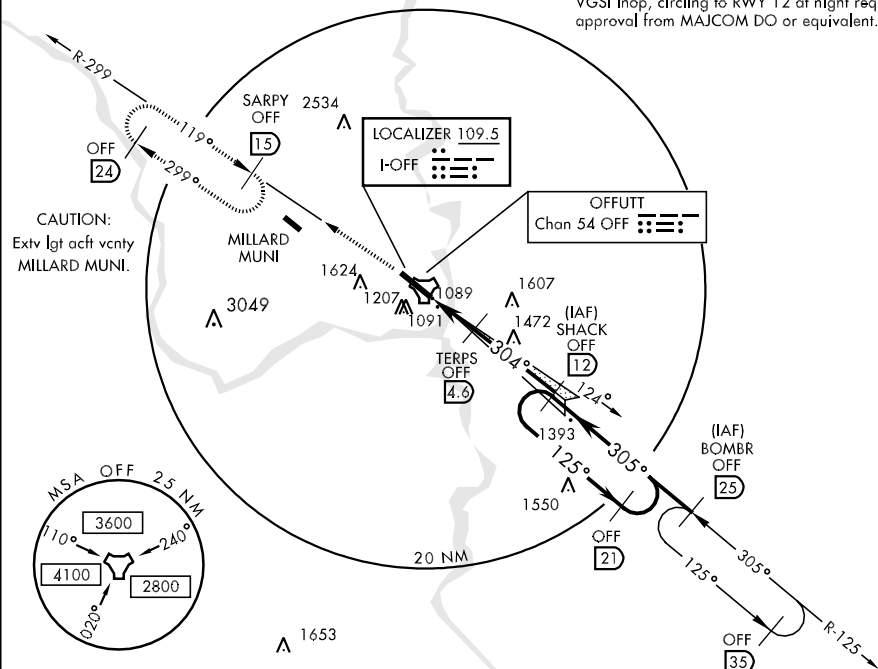 VGSI inop, circling to RWY 12 at night req
approval from MAJCOM DO or equivalent.
R-299
SARPY
OFF
15
2534
119°
299°
OFF
24
LOCALIZER 109.5
I-OFF
OFFUTT
Chan 54 OFF
CAUTION:
Extv lgt acft vcnty
MILLARD MUNI.
MILLARD
MUNI
1624
1207
1089
1091
1607
1472
3049
(IAF)
SHACK
OFF
12
TERPS
OFF
4.6
304°
124°
1393
125°
305°
1550
(IAF)
BOMBR
OFF
25
OFF
21
20 NM
305°
125°
R-125
OFF
35
MSA OFF 25 NM
3600
110°
240°
4100
2800
020°
1653